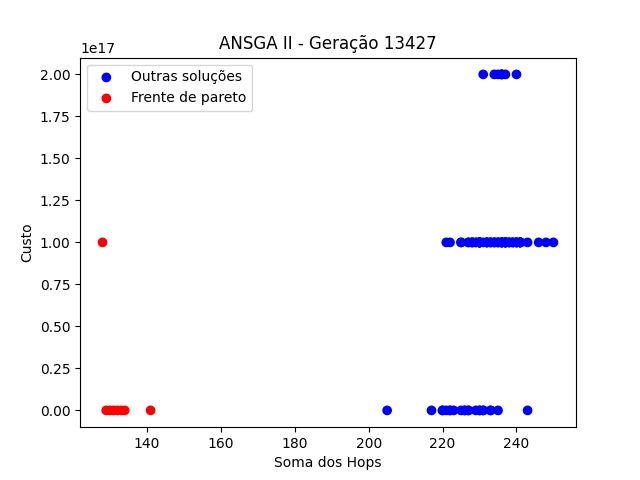 ANSGA II - Geração 13427
1e17
2.00
1.75
1.50
1.25
1.00
0.75
0.50
0.25
0.00
Custo
Outras soluções
Frente de pareto
140 160 180 200 220 240
Soma dos Hops